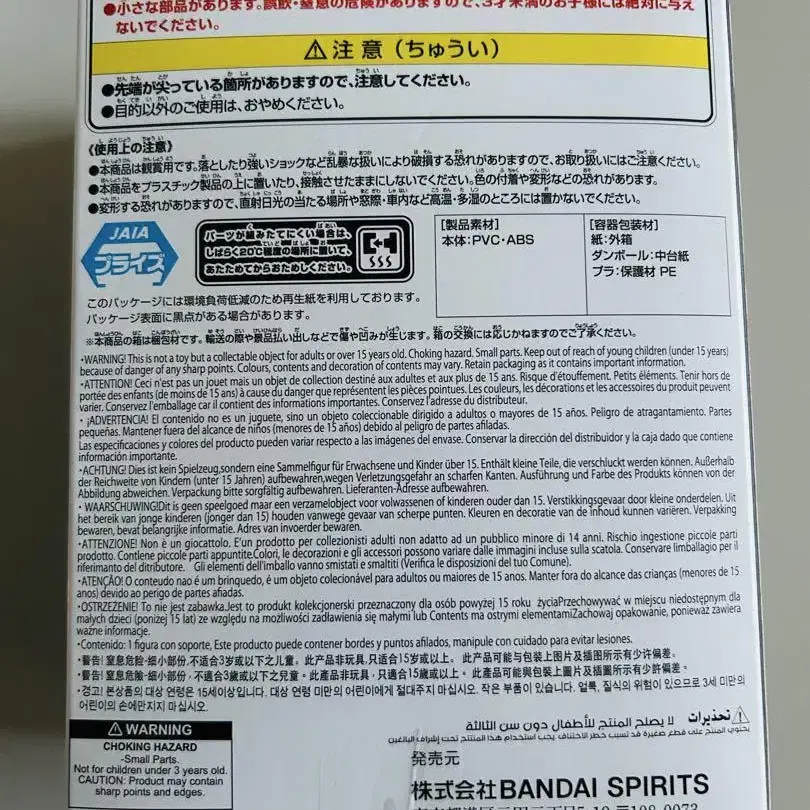 ●小さな部品があります。誤飲・窒息の危険がありますので、3才未満のお子様には絶対に与え
ないでください。
⚠注意(ちゅうい)
●先端が尖っている箇所がありますので、注意してください。
●目的以外のご使用は、おやめください。
《使用上の注意》
●本商品は観賞用です。落としたり強いショックなど乱暴な扱いにより破損する恐れがありますので、お取り扱いにはご注意ください。
●本商品をプラスチック製品の上に置いたり、接触させたままにしないでください。色の付着や変形などの恐れがあります。
●変形する恐れがありますので、直射日光の当たる場所や窓際・車内など高温・多湿のところには置かないでください。
JAIA
プライズ
パーツが組みたてにくい場合は、
しばらく20℃程度の場所に置いて、
あたためてからおためしください。
[製品素材]
本体:PVC・ABS
[容器包装材]
紙:外箱
ダンボール:中台紙
プラ:保護材 PE
このパッケージには環境負荷低減のため再生紙を利用しております。
パッケージ表面に黒点がある場合があります。
※本商品の箱は梱包材です。輸送の際や景品払い出しなどで傷や凹みが生じます。箱の交換には応じかねますのでご了承ください。
・WARNING! This is not a toy but a collectable object for adults or over 15 years old. Choking hazard. Small parts. Keep out of reach of young children (under 15 years)
because of danger of any sharp points. Colours, contents and decoration of contents may vary. Retain packaging as it contains important information.
・ATTENTION! Ceci n'est pas un jouet mais un objet de collection destiné aux adultes et aux plus de 15 ans. Risque d'étouffement. Petits éléments. Tenir hors de
portée des enfants (de moins de 15 ans) à cause du danger que représentent les pièces pointues. Les couleurs, les décorations et les accessoires du produit peuvent
varier. Conservez l'emballage car il contient des informations importantes. Conservez l'adresse du distributeur.
・¡ADVERTENCIA! El contenido no es un juguete, sino un objeto coleccionable dirigido a adultos o mayores de 15 años. Peligro de atragantamiento. Partes
pequeñas. Mantener fuera del alcance de niños (menores de 15 años) debido al peligro de partes afiladas.
Las especificaciones y colores del producto pueden variar respecto a las imágenes del envase. Conservar la dirección del distribuidor y la caja dado que contiene
información importante.
・ACHTUNG! Dies ist kein Spielzeug,sondern eine Sammelfigur für Erwachsene und Kinder über 15. Enthält kleine Teile, die verschluckt werden können. Außerhalb
der Reichweite von Kindern (unter 15 Jahren) aufbewahren,wegen Verletzungsgefahr an scharfen Kanten. Ausführung und Farbe des Produkts können von der
Abbildung abweichen. Verpackung bitte sorgfältig aufbewahren. Lieferanten-Adresse aufbewahren.
・WAARSCHUWING!Dit is geen speelgoed maar een verzamelobject voor volwassenen of kinderen ouder dan 15. Verstikkingsgevaar door kleine onderdelen. Uit
het bereik van jonge kinderen (jonger dan 15) houden vanwege gevaar van scherpe punten. Kleuren en decoratie van de inhoud kunnen variëren. Verpakking
bewaren, bevat belangrijke informatie. Adres van invoerder bewaren.
・ATTENZIONE! Non è un giocattolo. E'un prodotto per collezionisti adulti non adatto ad un pubblico minore di 14 anni. Rischio ingestione piccole parti
prodotto. Contiene piccole parti appuntite.Colori, le decorazioni e gli accessori possono variare dalle immagini incluse sulla scatola. Conservare limballagio per il
riferimento del distributore. Gli elementi dell'imballo vanno smistati e smaltiti (Verifica le disposizioni del tuo Comune).
・ATENÇÃO! O conteúdo nao é um brinquedo, é um objeto colecionável para adultos ou maiores de 15 anos. Manter fora do alcance das crianças (menores de 15
anos) devido ao perigo de partes afiadas.
・OSTRZEZENIE! To nie jest zabawka.Jest to produkt kolekcjonerski przeznaczony dla osób powyżej 15 roku życiaPrzechowywać w miejscu niedostępnym dla
małych dzieci (poniżej 15 lat) ze względu na możliwości zadławienia się małymi lub Contents ma ostrymi elementamiZachowaj opakowanie, ponieważ zawiera
ważne informacje.
・Contenido: 1 figura con soporte, Este producto puede contener bordes y puntos afilados, manipule con cuidado para evitar lesiones.
・警告! 窒息危险-细小部份,不适合3岁或以下之儿童。此产品非玩具,只适合15岁或以上。此产品可能与包装上图片及插图所示有少许偏差。
・警告! 窒息危險-細小部份,不適合3歲或以下之兒童。此產品非玩具,只適合15歲或以上。此產品可能與包裝上圖片及插圖所示有少許偏差。
・경고! 본상품의 대상 연령은 15세이상입니다. 대상 연령 미만의 어린이에게 절대주지 마십시오. 작은 부품이 있습니다. 얼룩, 질식의 위험이 있으므로 3세 미만의
어린이의 손에만지지 마십시오.
⚠تحذيرات لا يصلح المنتج للأطفال دون سن الثالثة
يحتوي المنتج على قطع صغيرة قد تسبب خطر الاختناق يجب استخدام هذا المنتج تحت إشراف البالغين
⚠WARNING
CHOKING HAZARD
-Small Parts.
Not for children under 3 years old.
CAUTION: Product may contain
sharp points and edges.
発売元
株式会社BANDAI SPIRITS